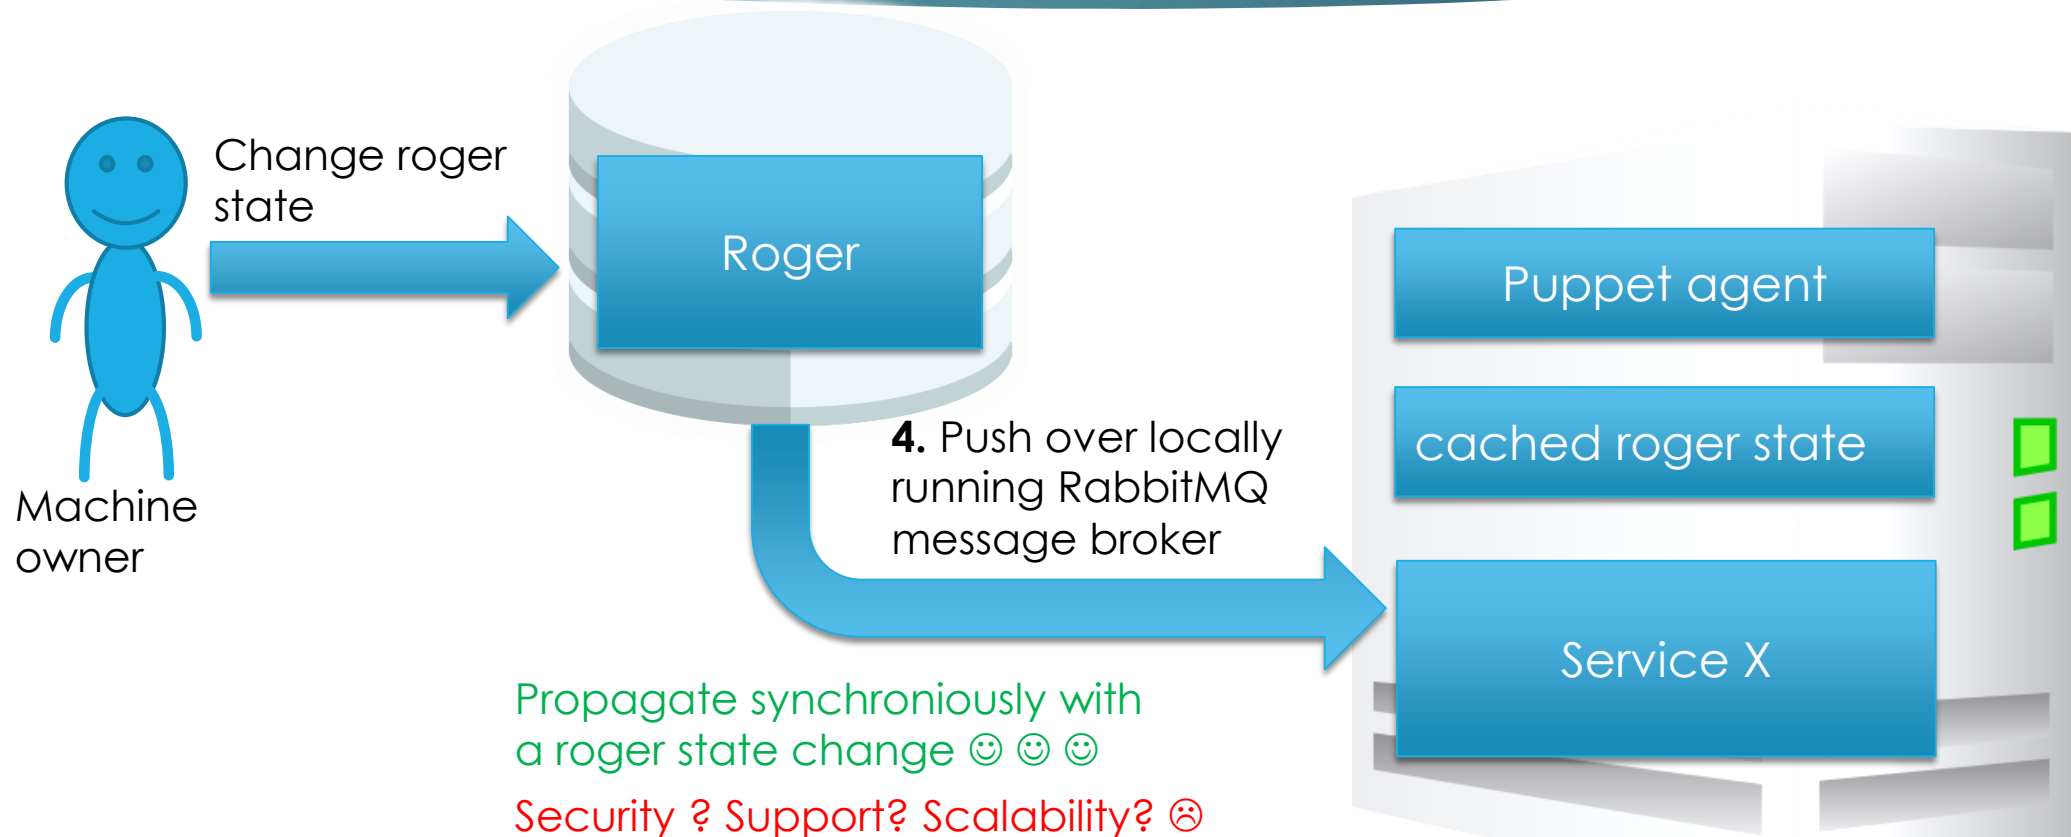 Change roger
state
Roger
Machine
owner
4. Push over locally
running RabbitMQ
message broker
Puppet agent
cached roger state
Service X
Propagate synchroniously with
a roger state change ☺ ☺ ☺
Security ? Support? Scalability? ☹